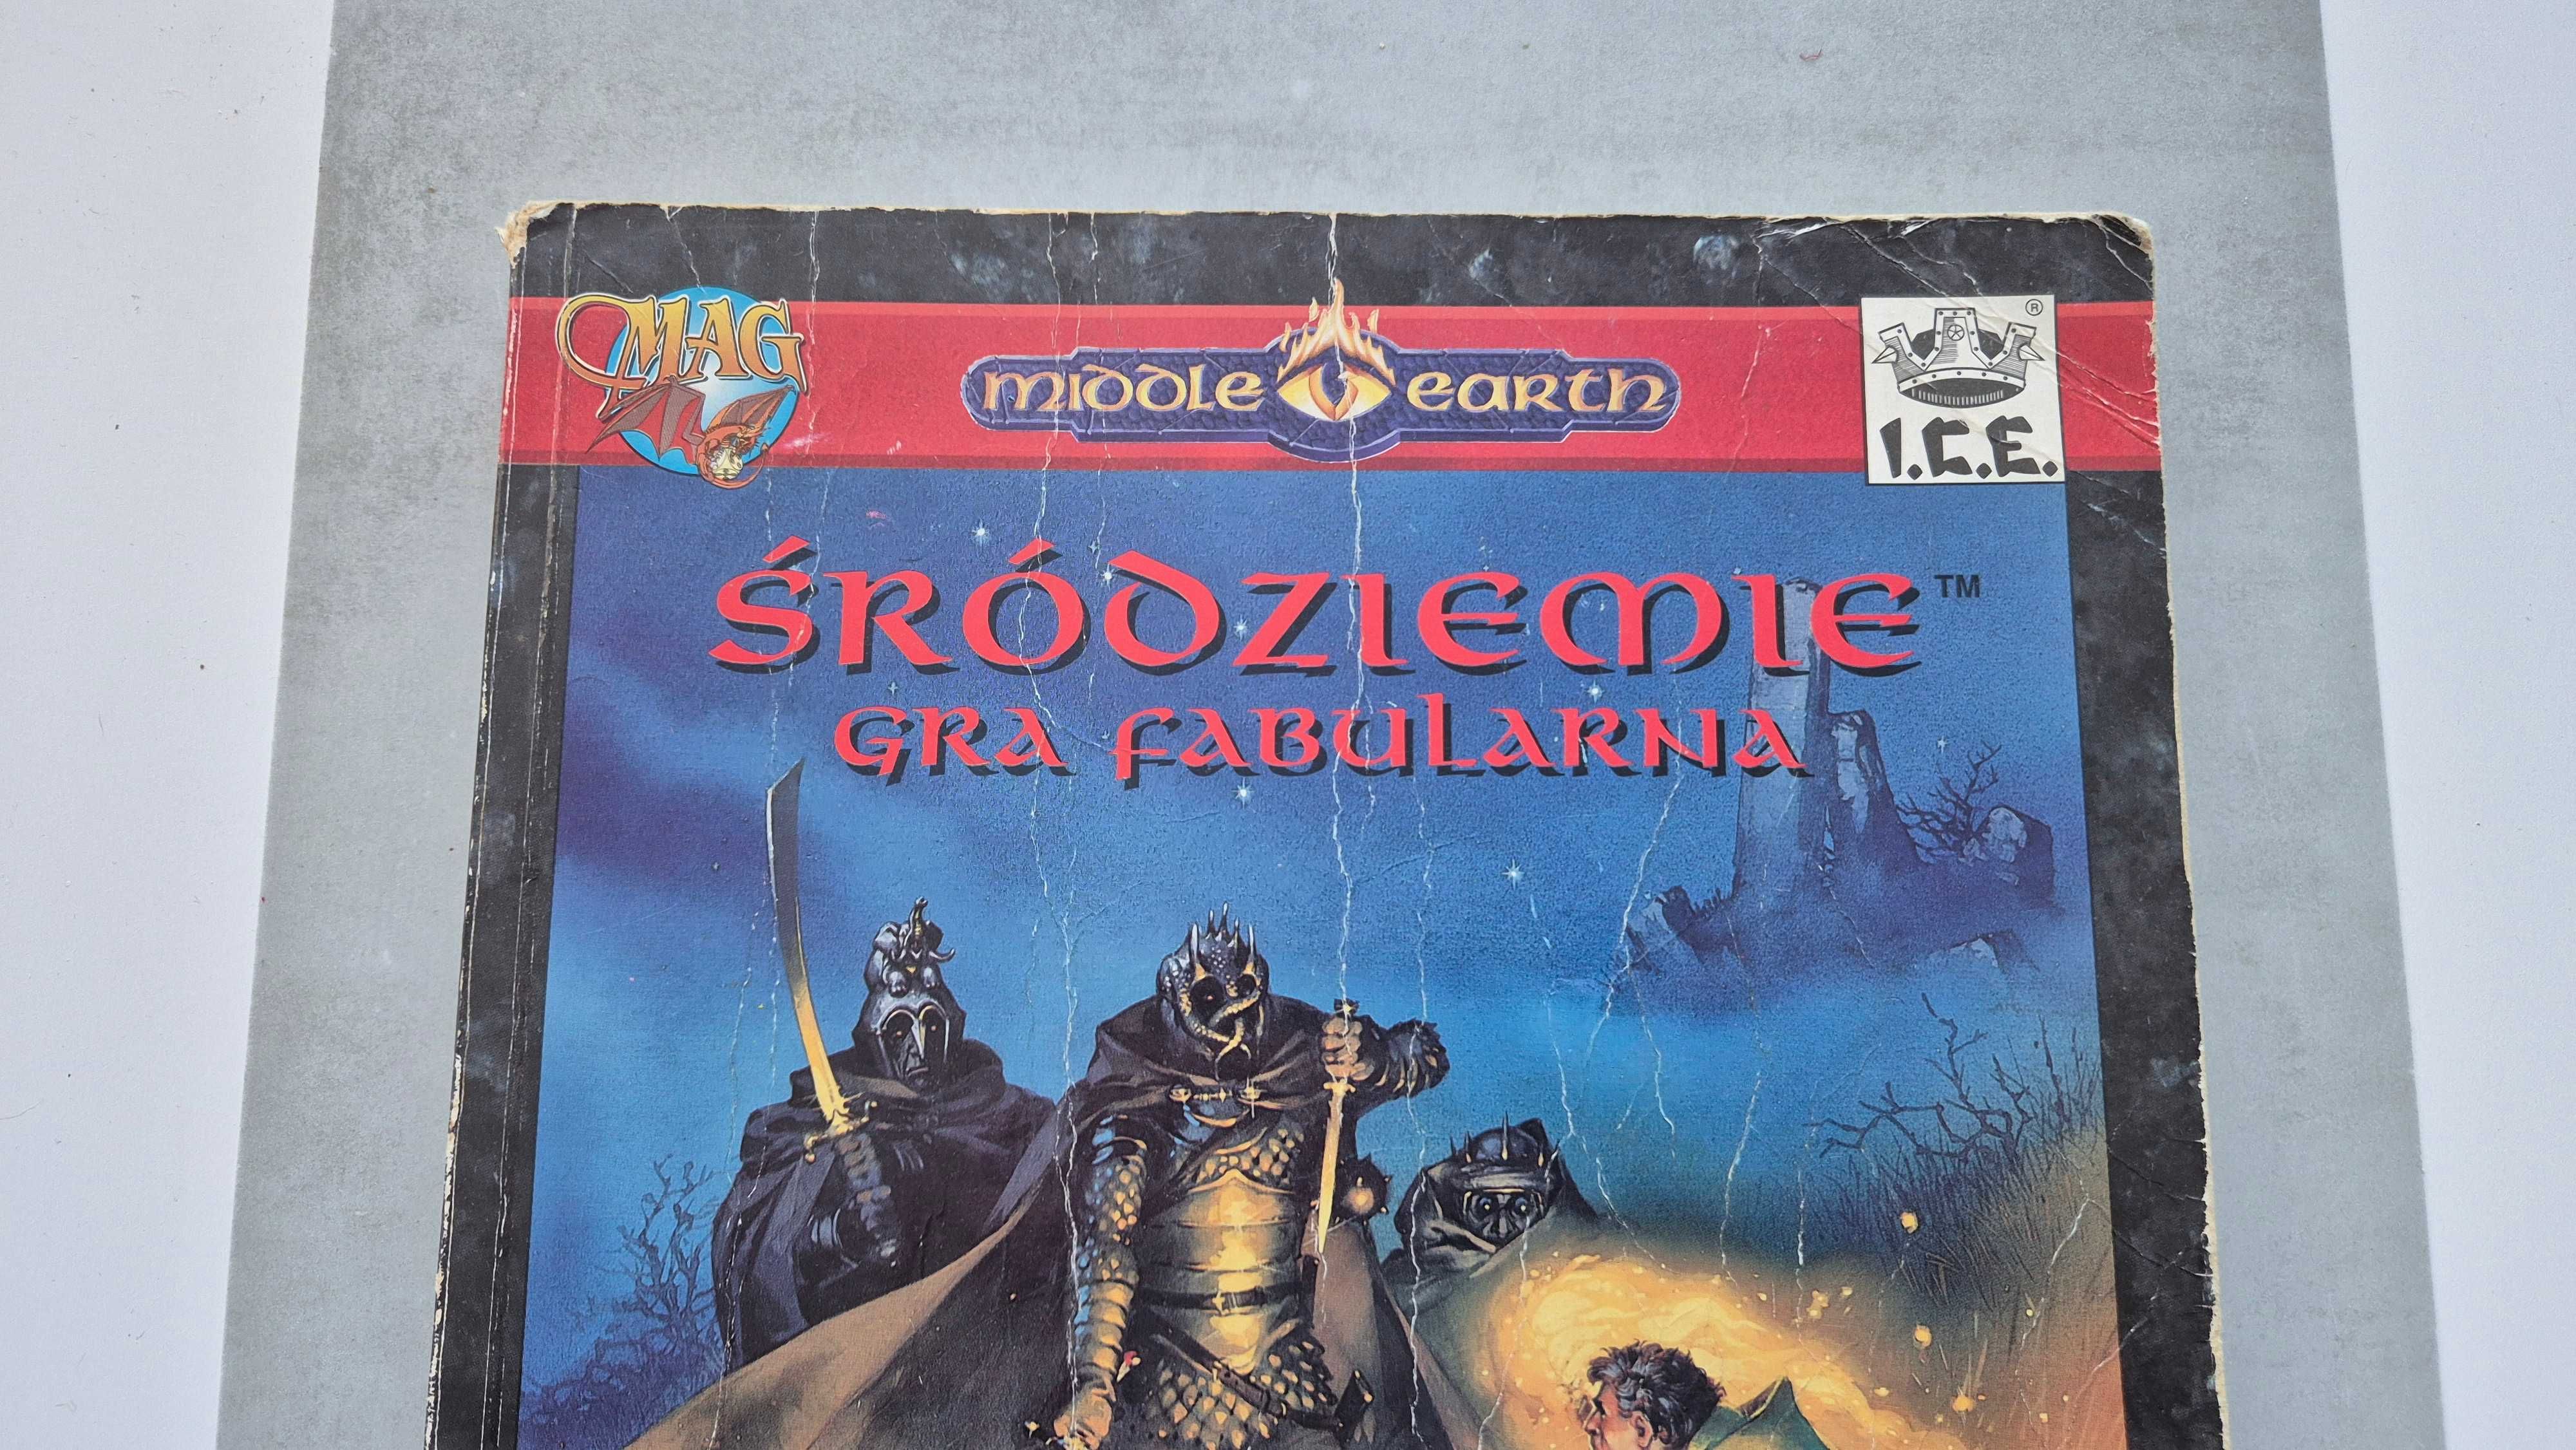 MAG
MIDDLE EARTH
®
I.C.E.
ŚRÓDZIEMIE™
GRA FABULARNA